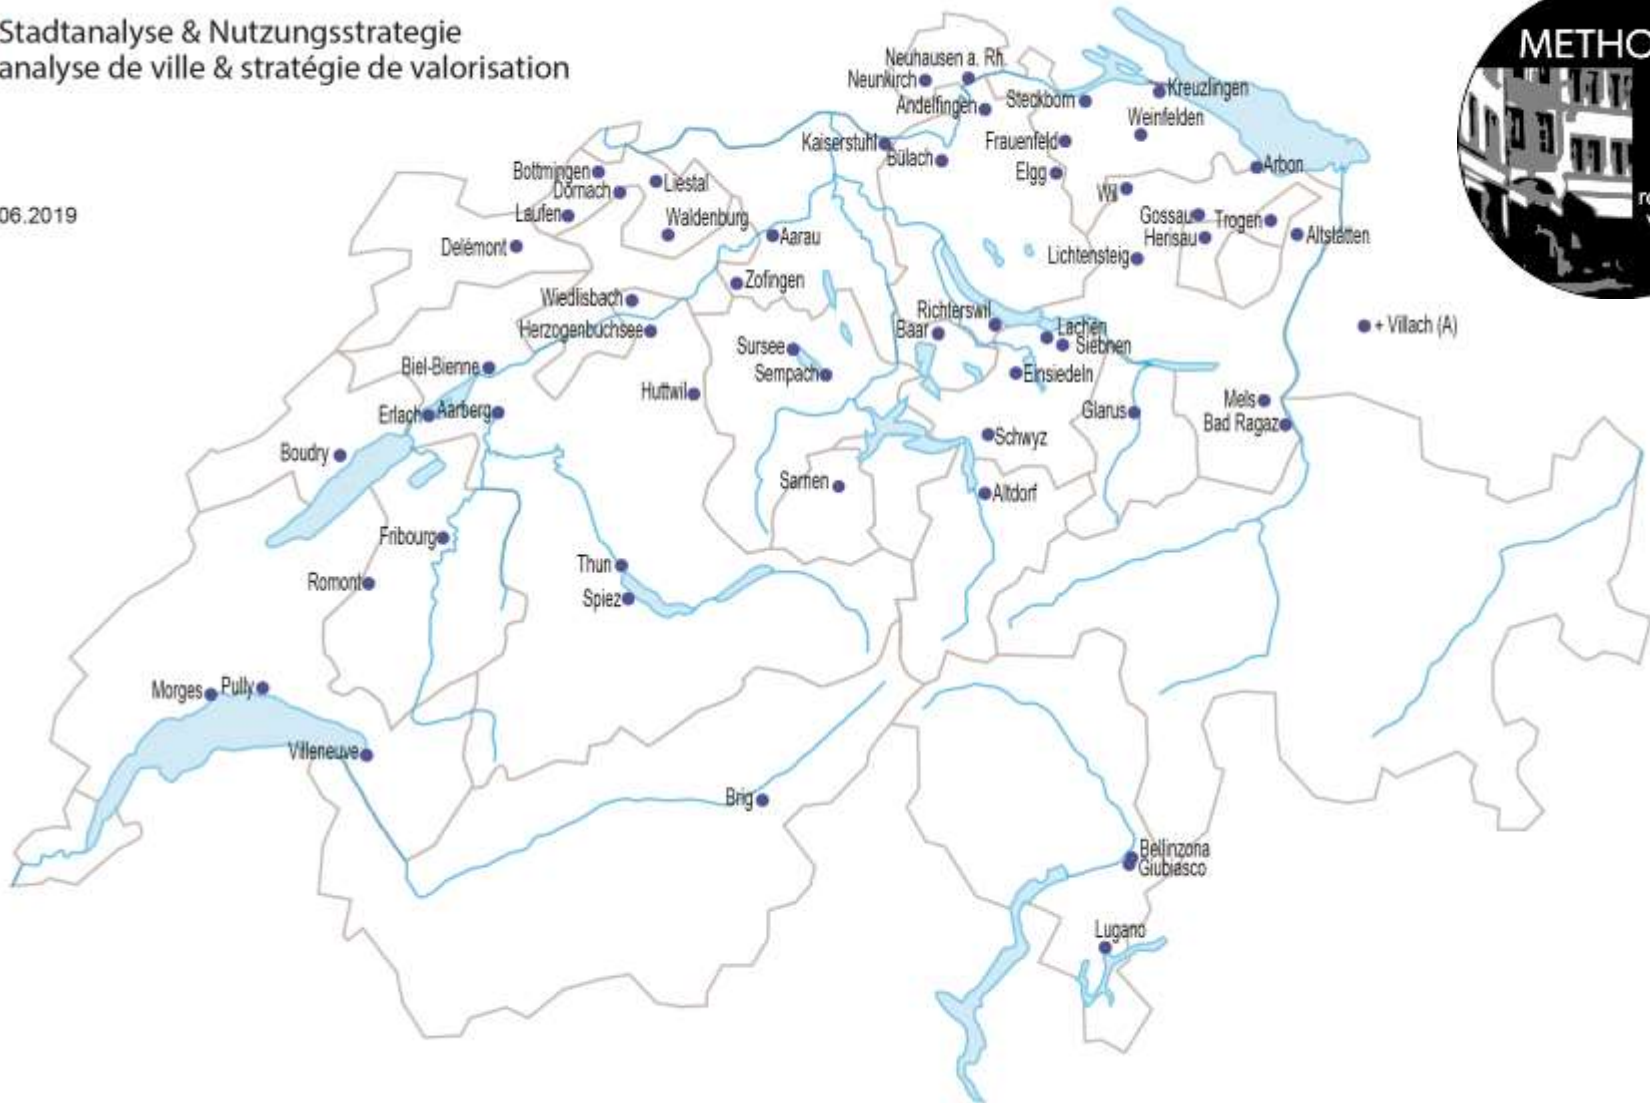 Stadtanalyse & Nutzungsstrategie
analyse de ville & stratégie de valorisation
METHO
06.2019
ro
Neuhausen a. Rh.
Neunkirch
Andelfingen
Steckborn
Kreuzlingen
Weinfelden
Kaiserstuhl
Bülach
Frauenfeld
Elgg
Arbon
Wil
Bottmingen
Dornach
Liestal
Laufen
Waldenburg
Delémont
Aarau
Gossau
Trogen
Herisau
Altstätten
Lichtensteig
Zofingen
Wiedlisbach
Herzogenbuchsee
Richterswil
Baar
Lachen
Siebnen
+ Villach (A)
Sursee
Sempach
Einsiedeln
Biel-Bienne
Huttwil
Erlach
Aarberg
Glarus
Mels
Bad Ragaz
Boudry
Schwyz
Sarnen
Altdorf
Fribourg
Romont
Thun
Spiez
Morges
Pully
Villeneuve
Brig
Bellinzona
Giubiasco
Lugano